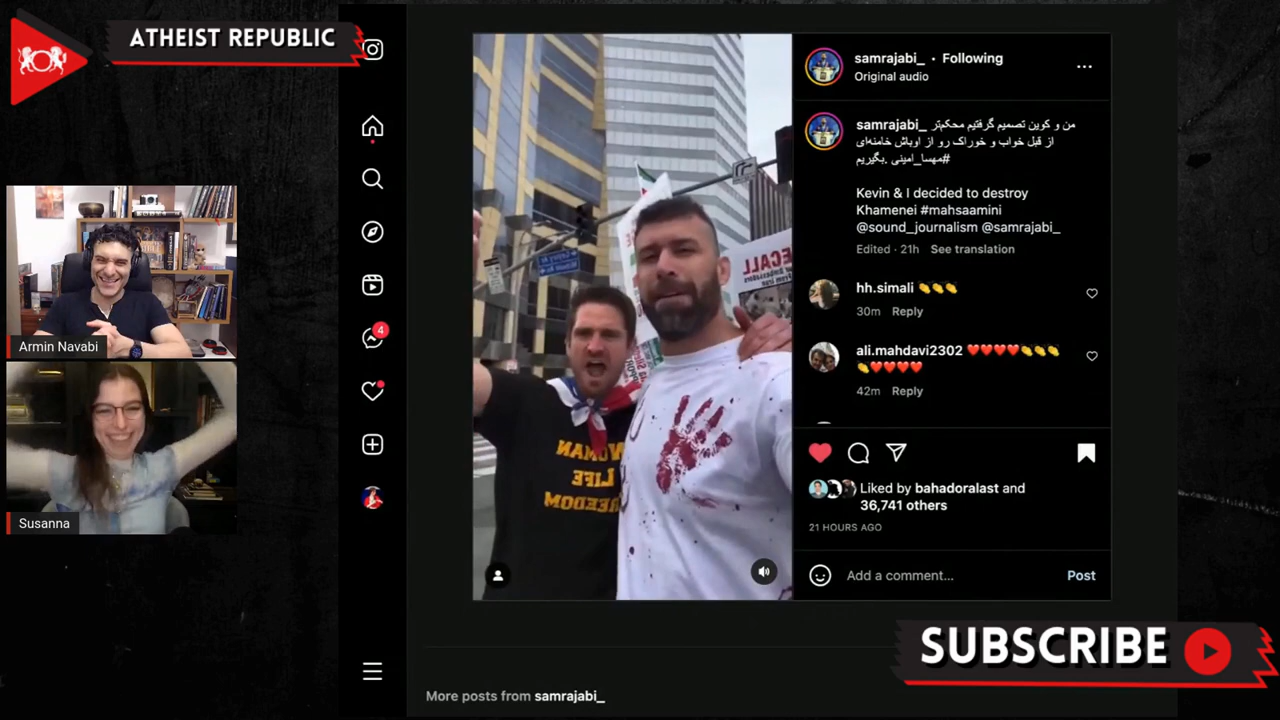 ATHEIST REPUBLIC
Armin Navabi
Susanna
4
WOMAN
LIFE
FREEDOM
RECALL
samrajabi_ • Following
Original audio
samrajabi_ من و کوین تصمیم گرفتیم محکم‌تر
از قبل خواب و خوراک رو از اوباش خامنه‌ای
بگیریم. #مهسا_امینی
Kevin & I decided to destroy
Khamenei #mahsaamini
@sound_journalism @samrajabi_
Edited · 21h See translation
hh.simali 👏👏👏
30m Reply
ali.mahdavi2302 ❤️❤️❤️❤️👏👏👏
👏❤️❤️❤️❤️❤️
42m Reply
Liked by bahadoralast and
36,741 others
21 HOURS AGO
Add a comment... Post
SUBSCRIBE
More posts from samrajabi_